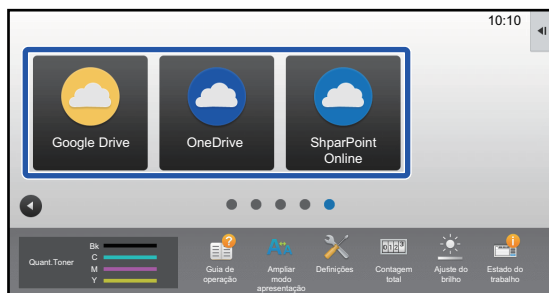 10:10
Google Drive
OneDrive
ShparPoint
Online
Quant.Toner
Bk
C
M
Y
Guia de
operação
Ampliar
modo
apresentação
Definições
Contagem
total
Ajuste do
brilho
Estado do
trabalho